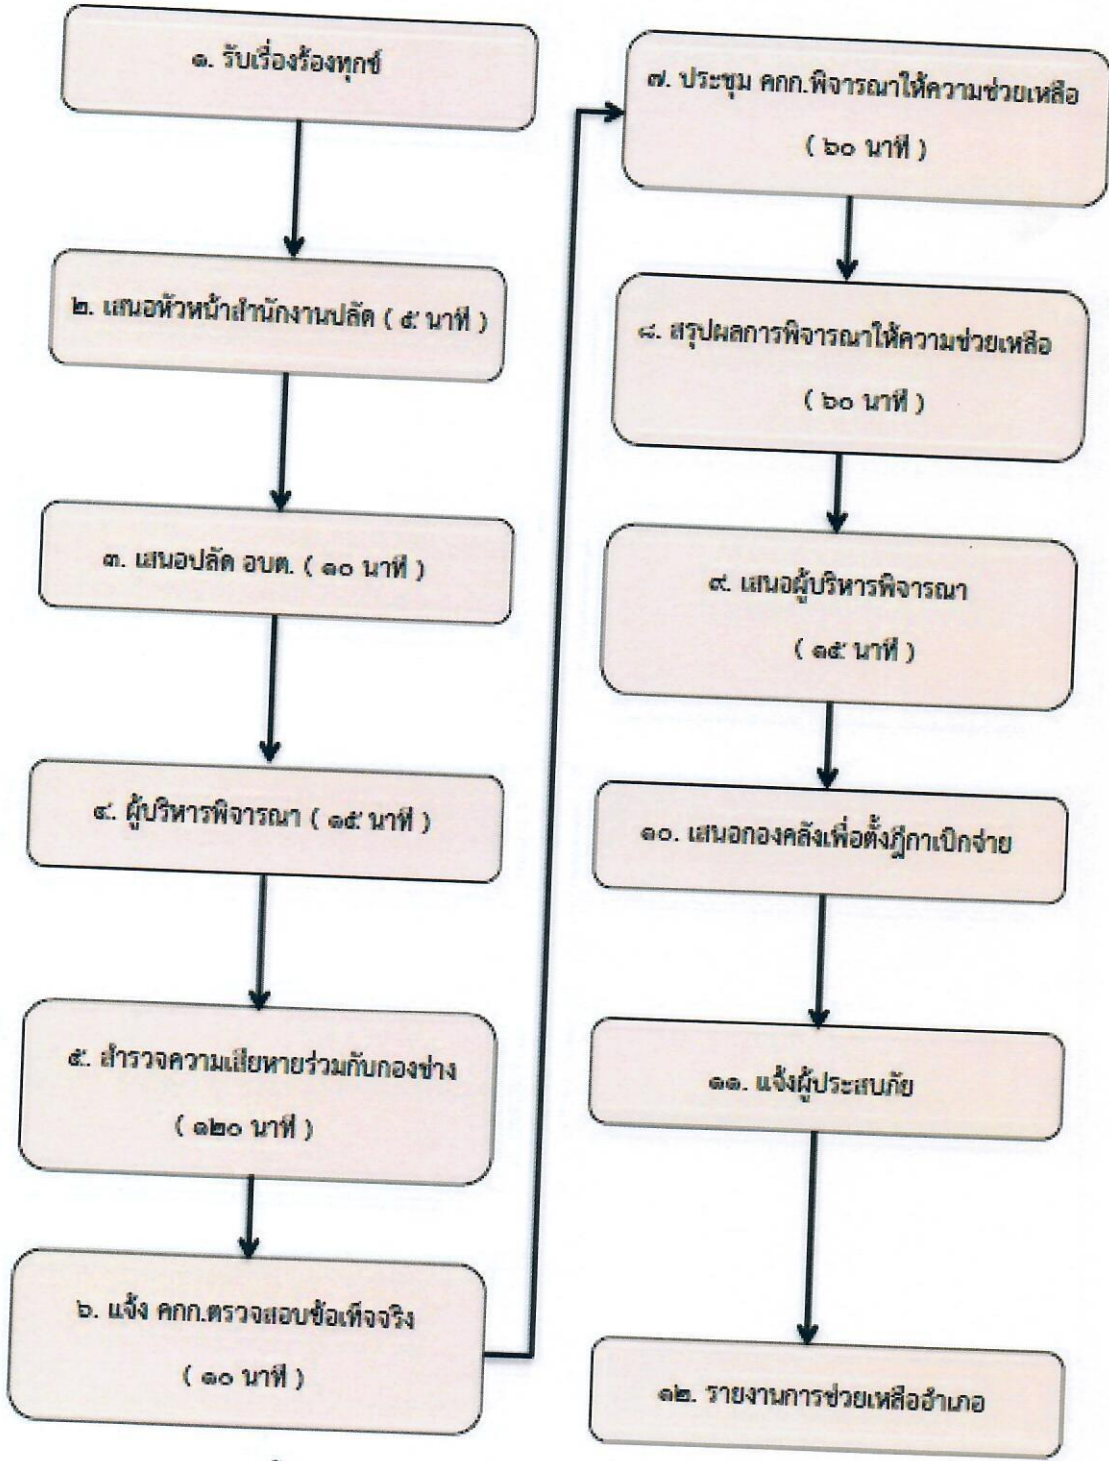 ๑. รับเรื่องร้องทุกข์
๒. เสนอหัวหน้าสำนักงานปลัด ( ๕ นาที )
๓. เสนอปลัด อบต. ( ๑๐ นาที )
๔. ผู้บริหารพิจารณา ( ๑๕ นาที )
๕. สำรวจความเสียหายร่วมกับกองช่าง
( ๑๒๐ นาที )
๖. แจ้ง คกก.ตรวจสอบข้อเท็จจริง
( ๑๐ นาที )
๗. ประชุม คกก.พิจารณาให้ความช่วยเหลือ
( ๖๐ นาที )
๘. สรุปผลการพิจารณาให้ความช่วยเหลือ
( ๖๐ นาที )
๙. เสนอผู้บริหารพิจารณา
( ๑๕ นาที )
๑๐. เสนอกองคลังเพื่อตั้งฎีกาเบิกจ่าย
๑๑. แจ้งผู้ประสบภัย
๑๒. รายงานการช่วยเหลืออำเภอ